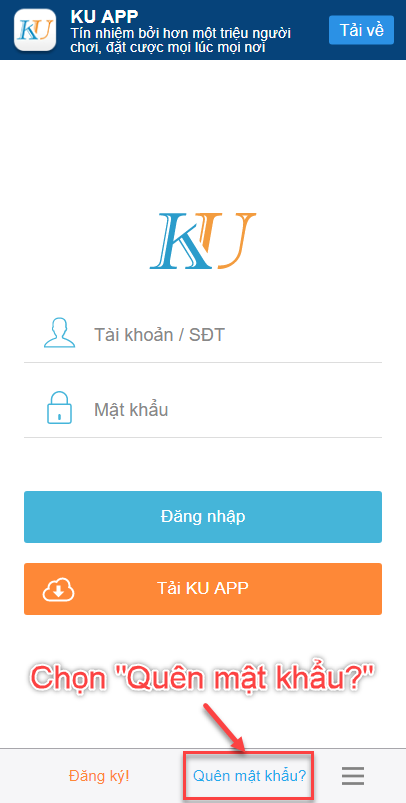 KU
KU APP
Tín nhiệm bởi hơn một triệu người
chơi, đặt cược mọi lúc mọi nơi
Tải về
KU
Tài khoản / SĐT
Mật khẩu
Đăng nhập
Tải KU APP
Chọn "Quên mật khẩu?"
Đăng ký!
Quên mật khẩu?